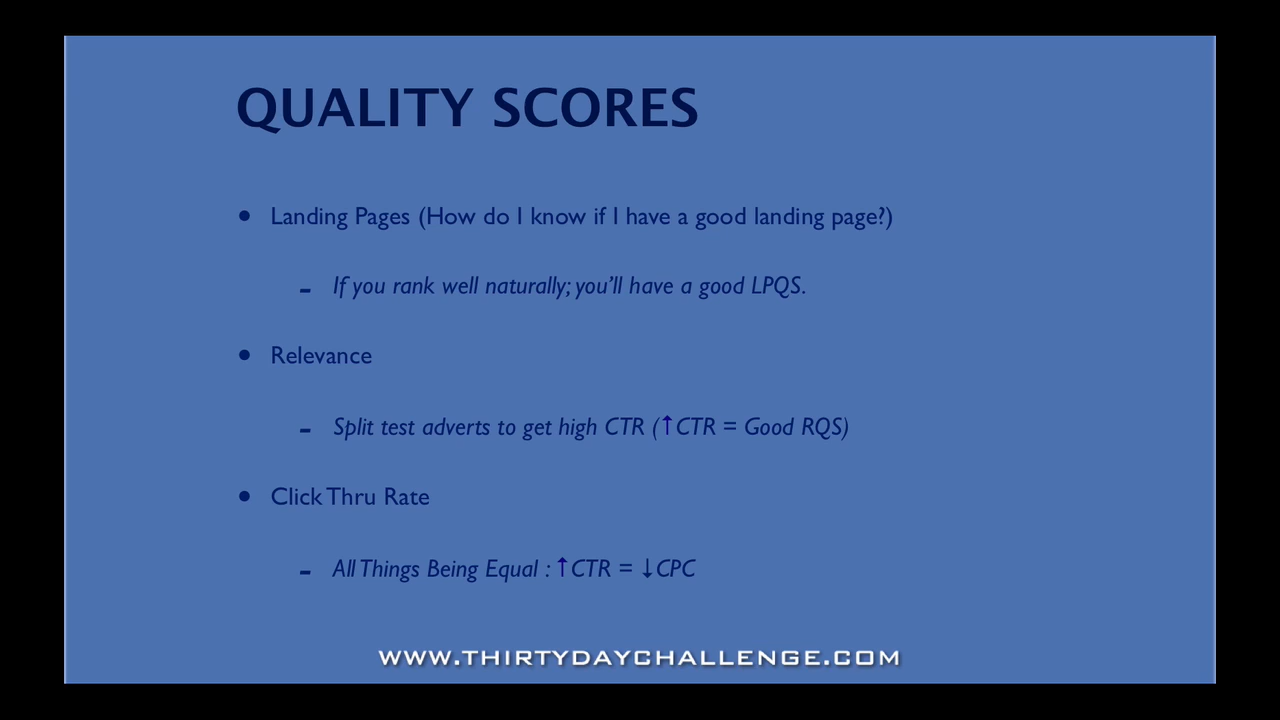 QUALITY SCORES
• Landing Pages (How do I know if I have a good landing page?)
- If you rank well naturally; you'll have a good LPQS.
• Relevance
- Split test adverts to get high CTR (↑CTR = Good RQS)
• Click Thru Rate
- All Things Being Equal : ↑CTR = ↓CPC
WWW.THIRTYDAYCHALLENGE.COM